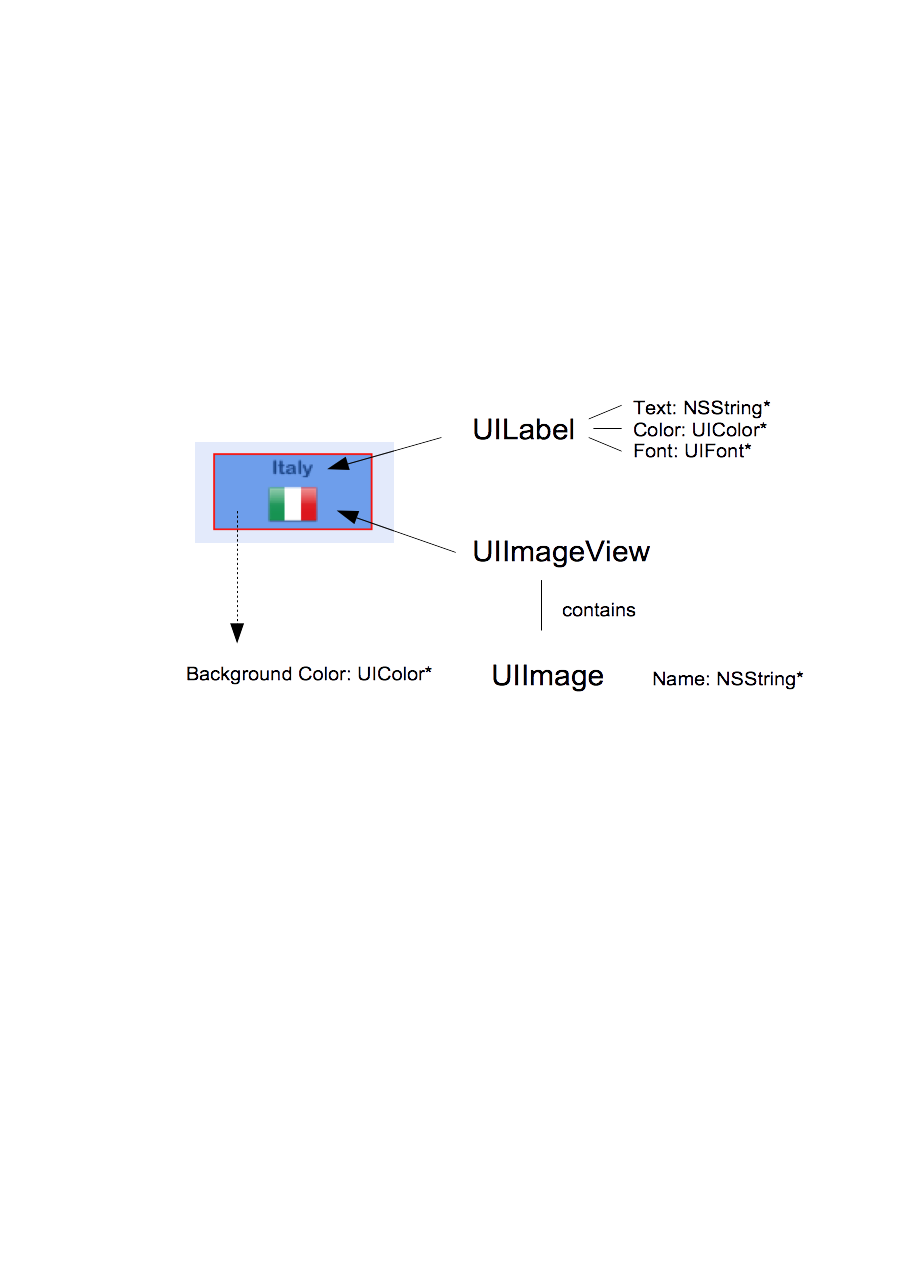 Text: NSString*
UILabel
Color: UIColor*
Font: UIFont*
Italy
UIImageView
contains
Background Color: UIColor*
UIImage
Name: NSString*